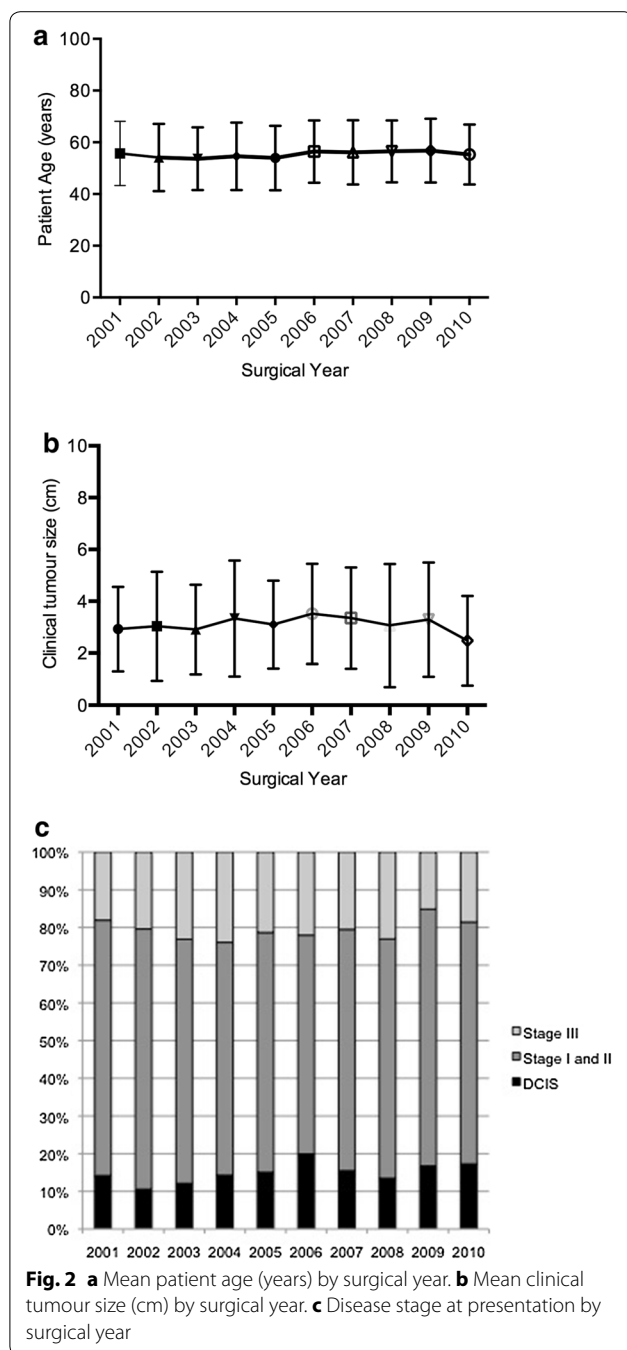 a
100
80
60
40
20
0
Patient Age (years)
2001 2002 2003 2004 2005 2006 2007 2008 2009 2010
Surgical Year
b
10
8
6
4
2
0
Clinical tumour size (cm)
2001 2002 2003 2004 2005 2006 2007 2008 2009 2010
Surgical Year
c
100%
90%
80%
70%
60%
50%
40%
30%
20%
10%
0%
2001 2002 2003 2004 2005 2006 2007 2008 2009 2010
Stage III
Stage I and II
DCIS
Fig. 2 a Mean patient age (years) by surgical year. b Mean clinical
tumour size (cm) by surgical year. c Disease stage at presentation by
surgical year